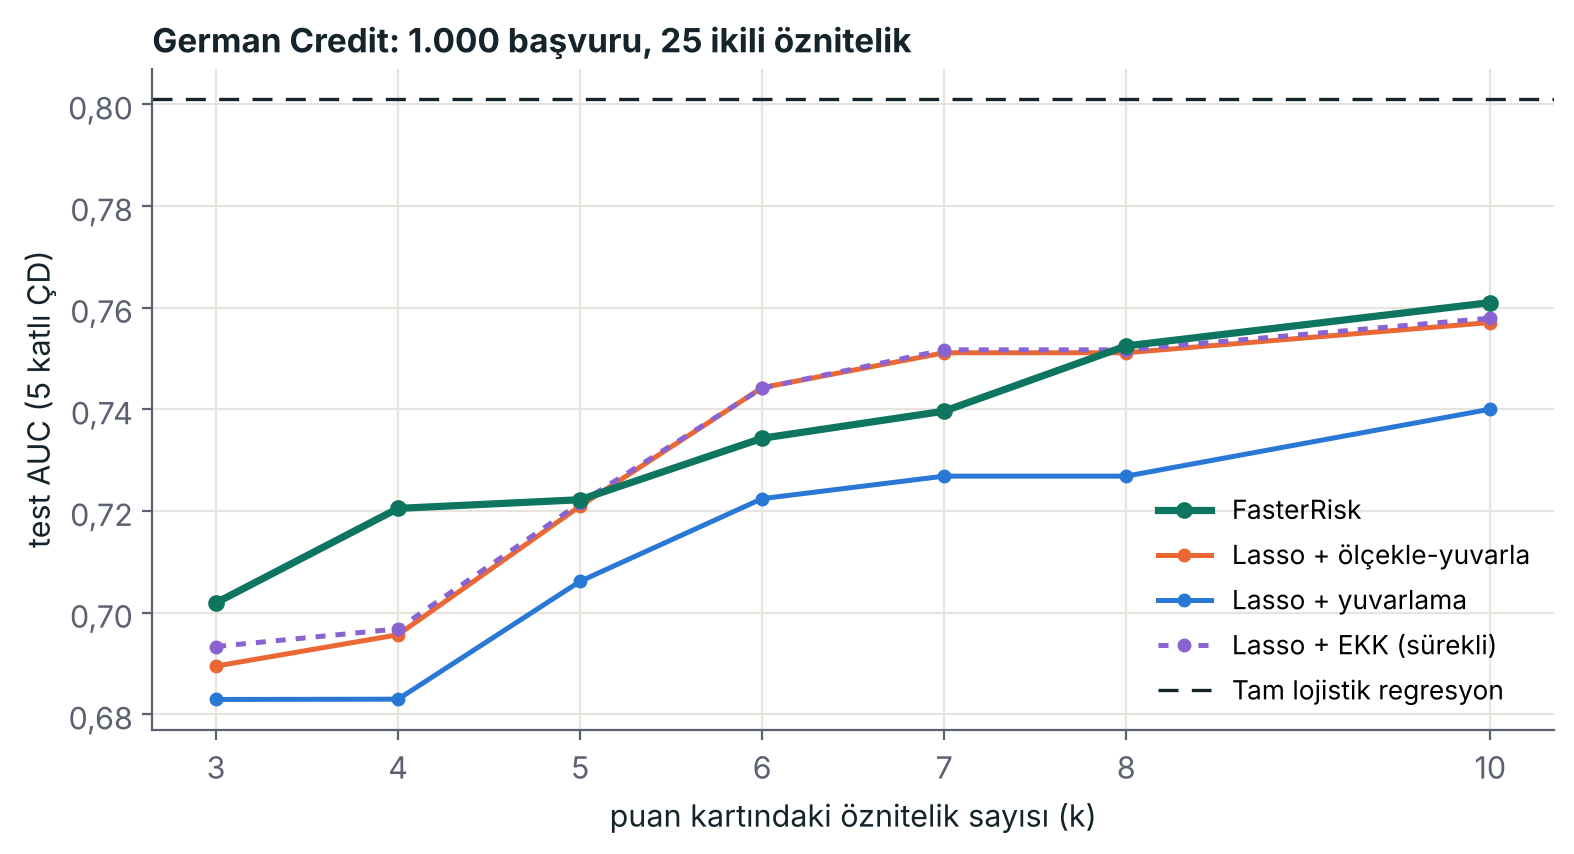 German Credit: 1.000 başvuru, 25 ikili öznitelik
test AUC (5 katlı ÇD)
0,80
0,78
0,76
0,74
0,72
0,70
0,68
FasterRisk
Lasso + ölçekle-yuvarla
Lasso + yuvarlama
Lasso + EKK (sürekli)
Tam lojistik regresyon
3 4 5 6 7 8 10
puan kartındaki öznitelik sayısı (k)